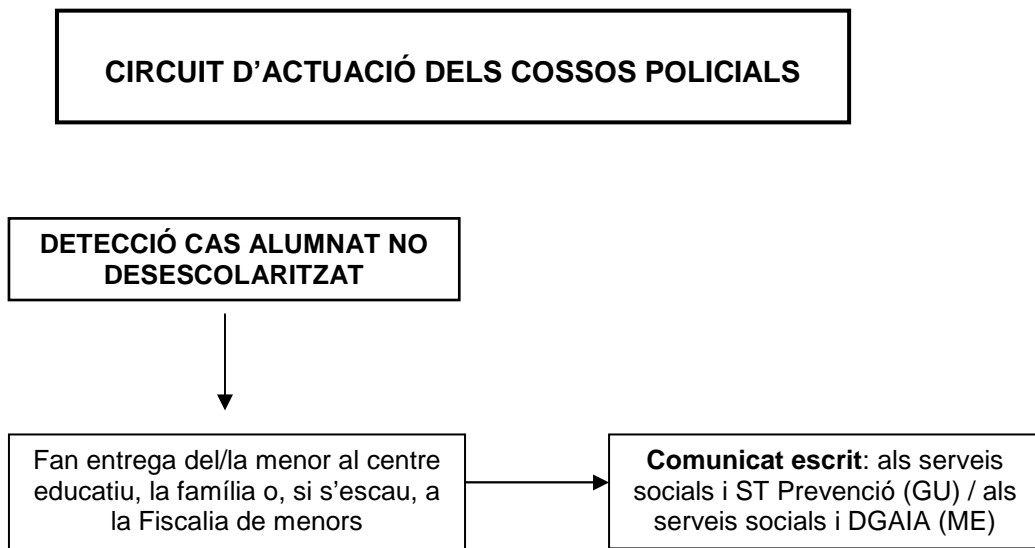 CIRCUIT D’ACTUACIÓ DELS COSSOS POLICIALS
DETECCIÓ CAS ALUMNAT NO
DESESCOLARITZAT
Fan entrega del/la menor al centre
educatiu, la família o, si s’escau, a
la Fiscalia de menors
Comunicat escrit: als serveis
socials i ST Prevenció (GU) / als
serveis socials i DGAIA (ME)